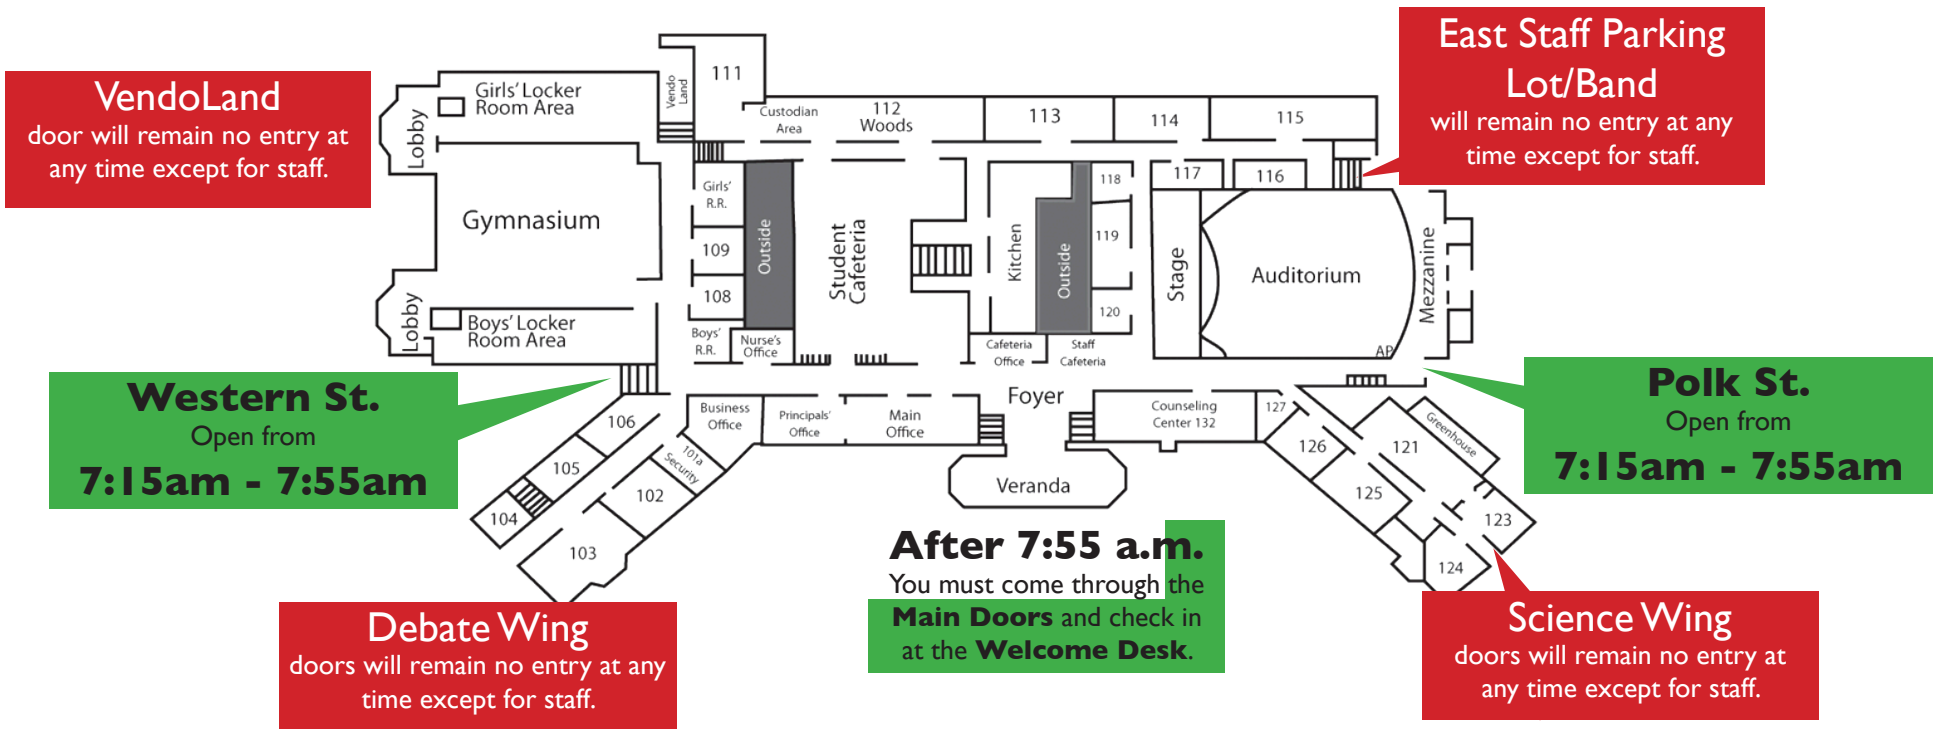 VendoLand
door will remain no entry at
any time except for staff.
East Staff Parking
Lot/Band
will remain no entry at any
time except for staff.
Girls' Locker
Room Area
Lobby
Vendo
Land
111
Custodian
Area
112
Woods
113
114
115
Gymnasium
Girls'
R.R.
109
108
Boys'
R.R.
Outside
Nurse's
Office
Student
Cafeteria
Kitchen
Outside
118
119
120
117
116
Stage
Auditorium
Mezzanine
AP
Lobby
Boys' Locker
Room Area
Cafeteria
Office
Staff
Cafeteria
Foyer
Western St.
Open from
7:15am - 7:55am
Polk St.
Open from
7:15am - 7:55am
106
105
104
103
102
101a
Security
Business
Office
Principals'
Office
Main
Office
Veranda
Counseling
Center 132
127
126
125
121
Greenhouse
123
124
After 7:55 a.m.
You must come through the
Main Doors and check in
at the Welcome Desk.
Debate Wing
doors will remain no entry at any
time except for staff.
Science Wing
doors will remain no entry at
any time except for staff.